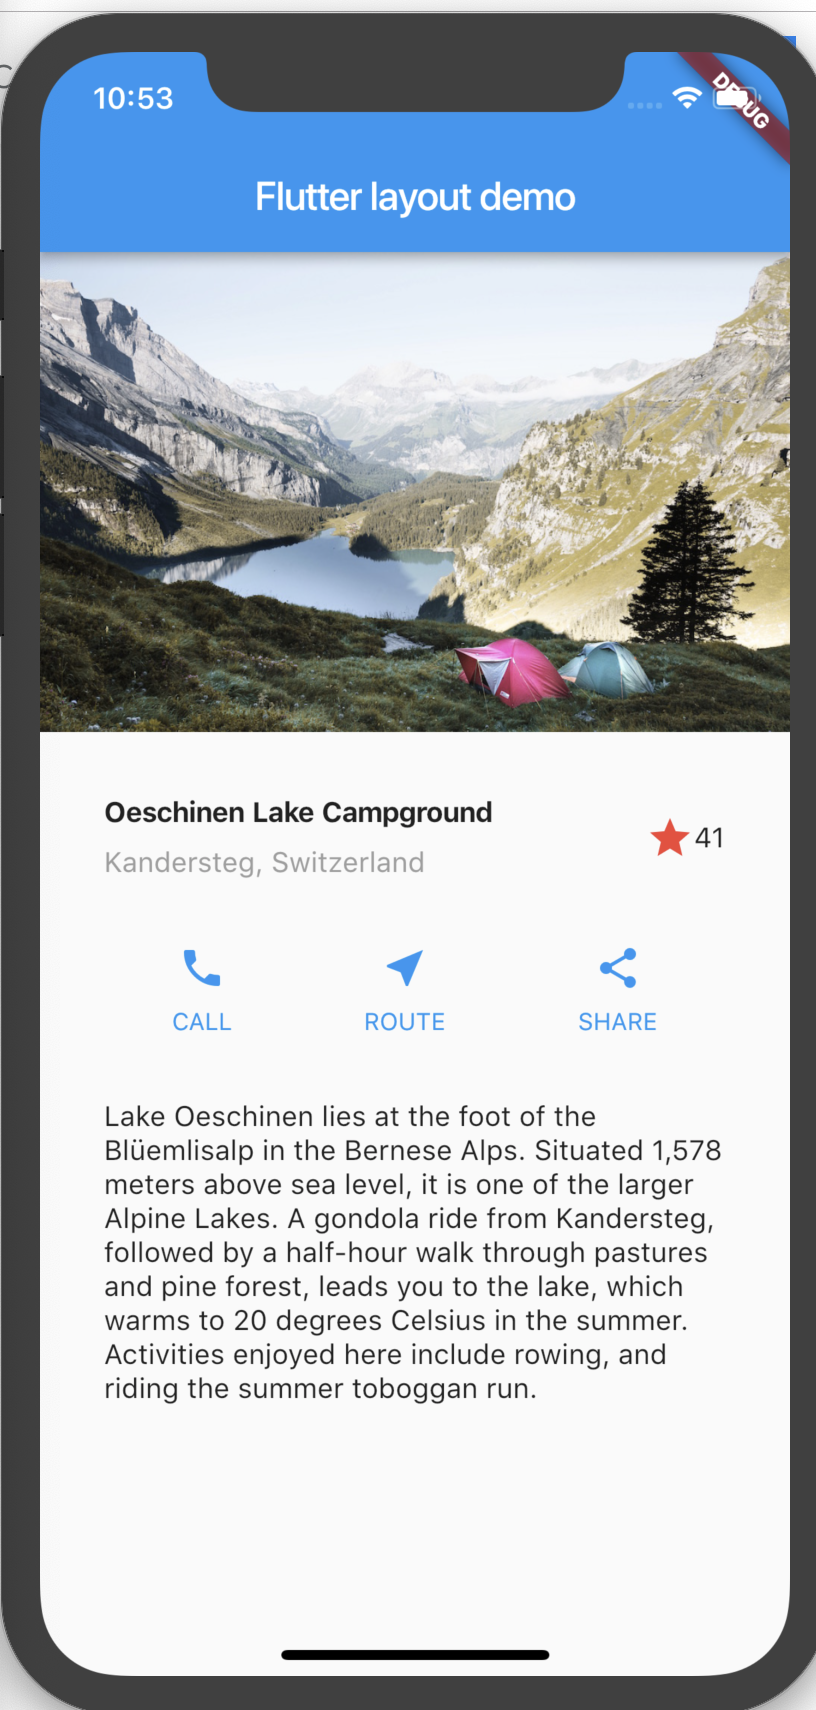 10:53
DEBUG
Flutter layout demo
Oeschinen Lake Campground
Kandersteg, Switzerland
41
CALL
ROUTE
SHARE
Lake Oeschinen lies at the foot of the
Blüemlisalp in the Bernese Alps. Situated 1,578
meters above sea level, it is one of the larger
Alpine Lakes. A gondola ride from Kandersteg,
followed by a half-hour walk through pastures
and pine forest, leads you to the lake, which
warms to 20 degrees Celsius in the summer.
Activities enjoyed here include rowing, and
riding the summer toboggan run.